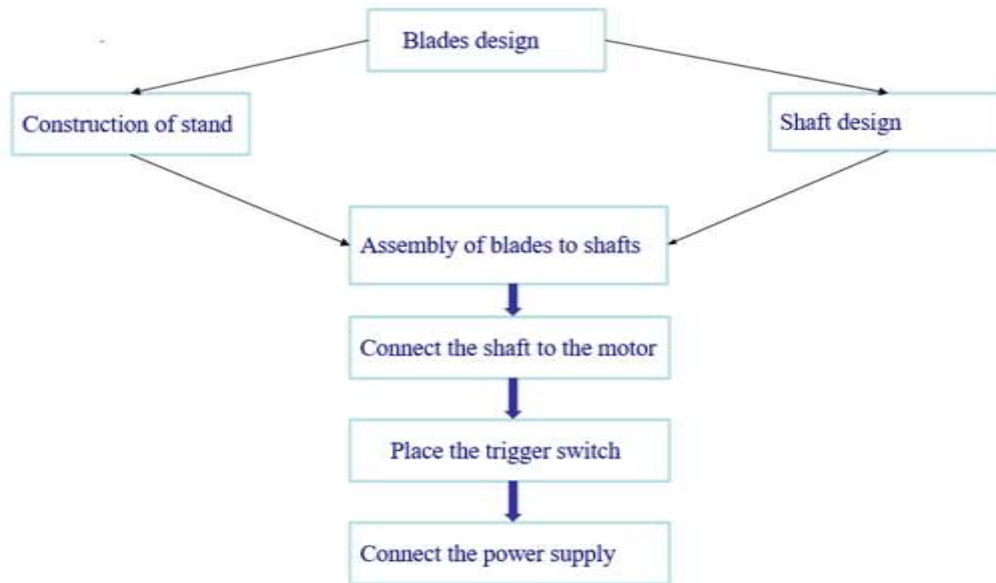 Blades design
Construction of stand
Shaft design
Assembly of blades to shafts
Connect the shaft to the motor
Place the trigger switch
Connect the power supply